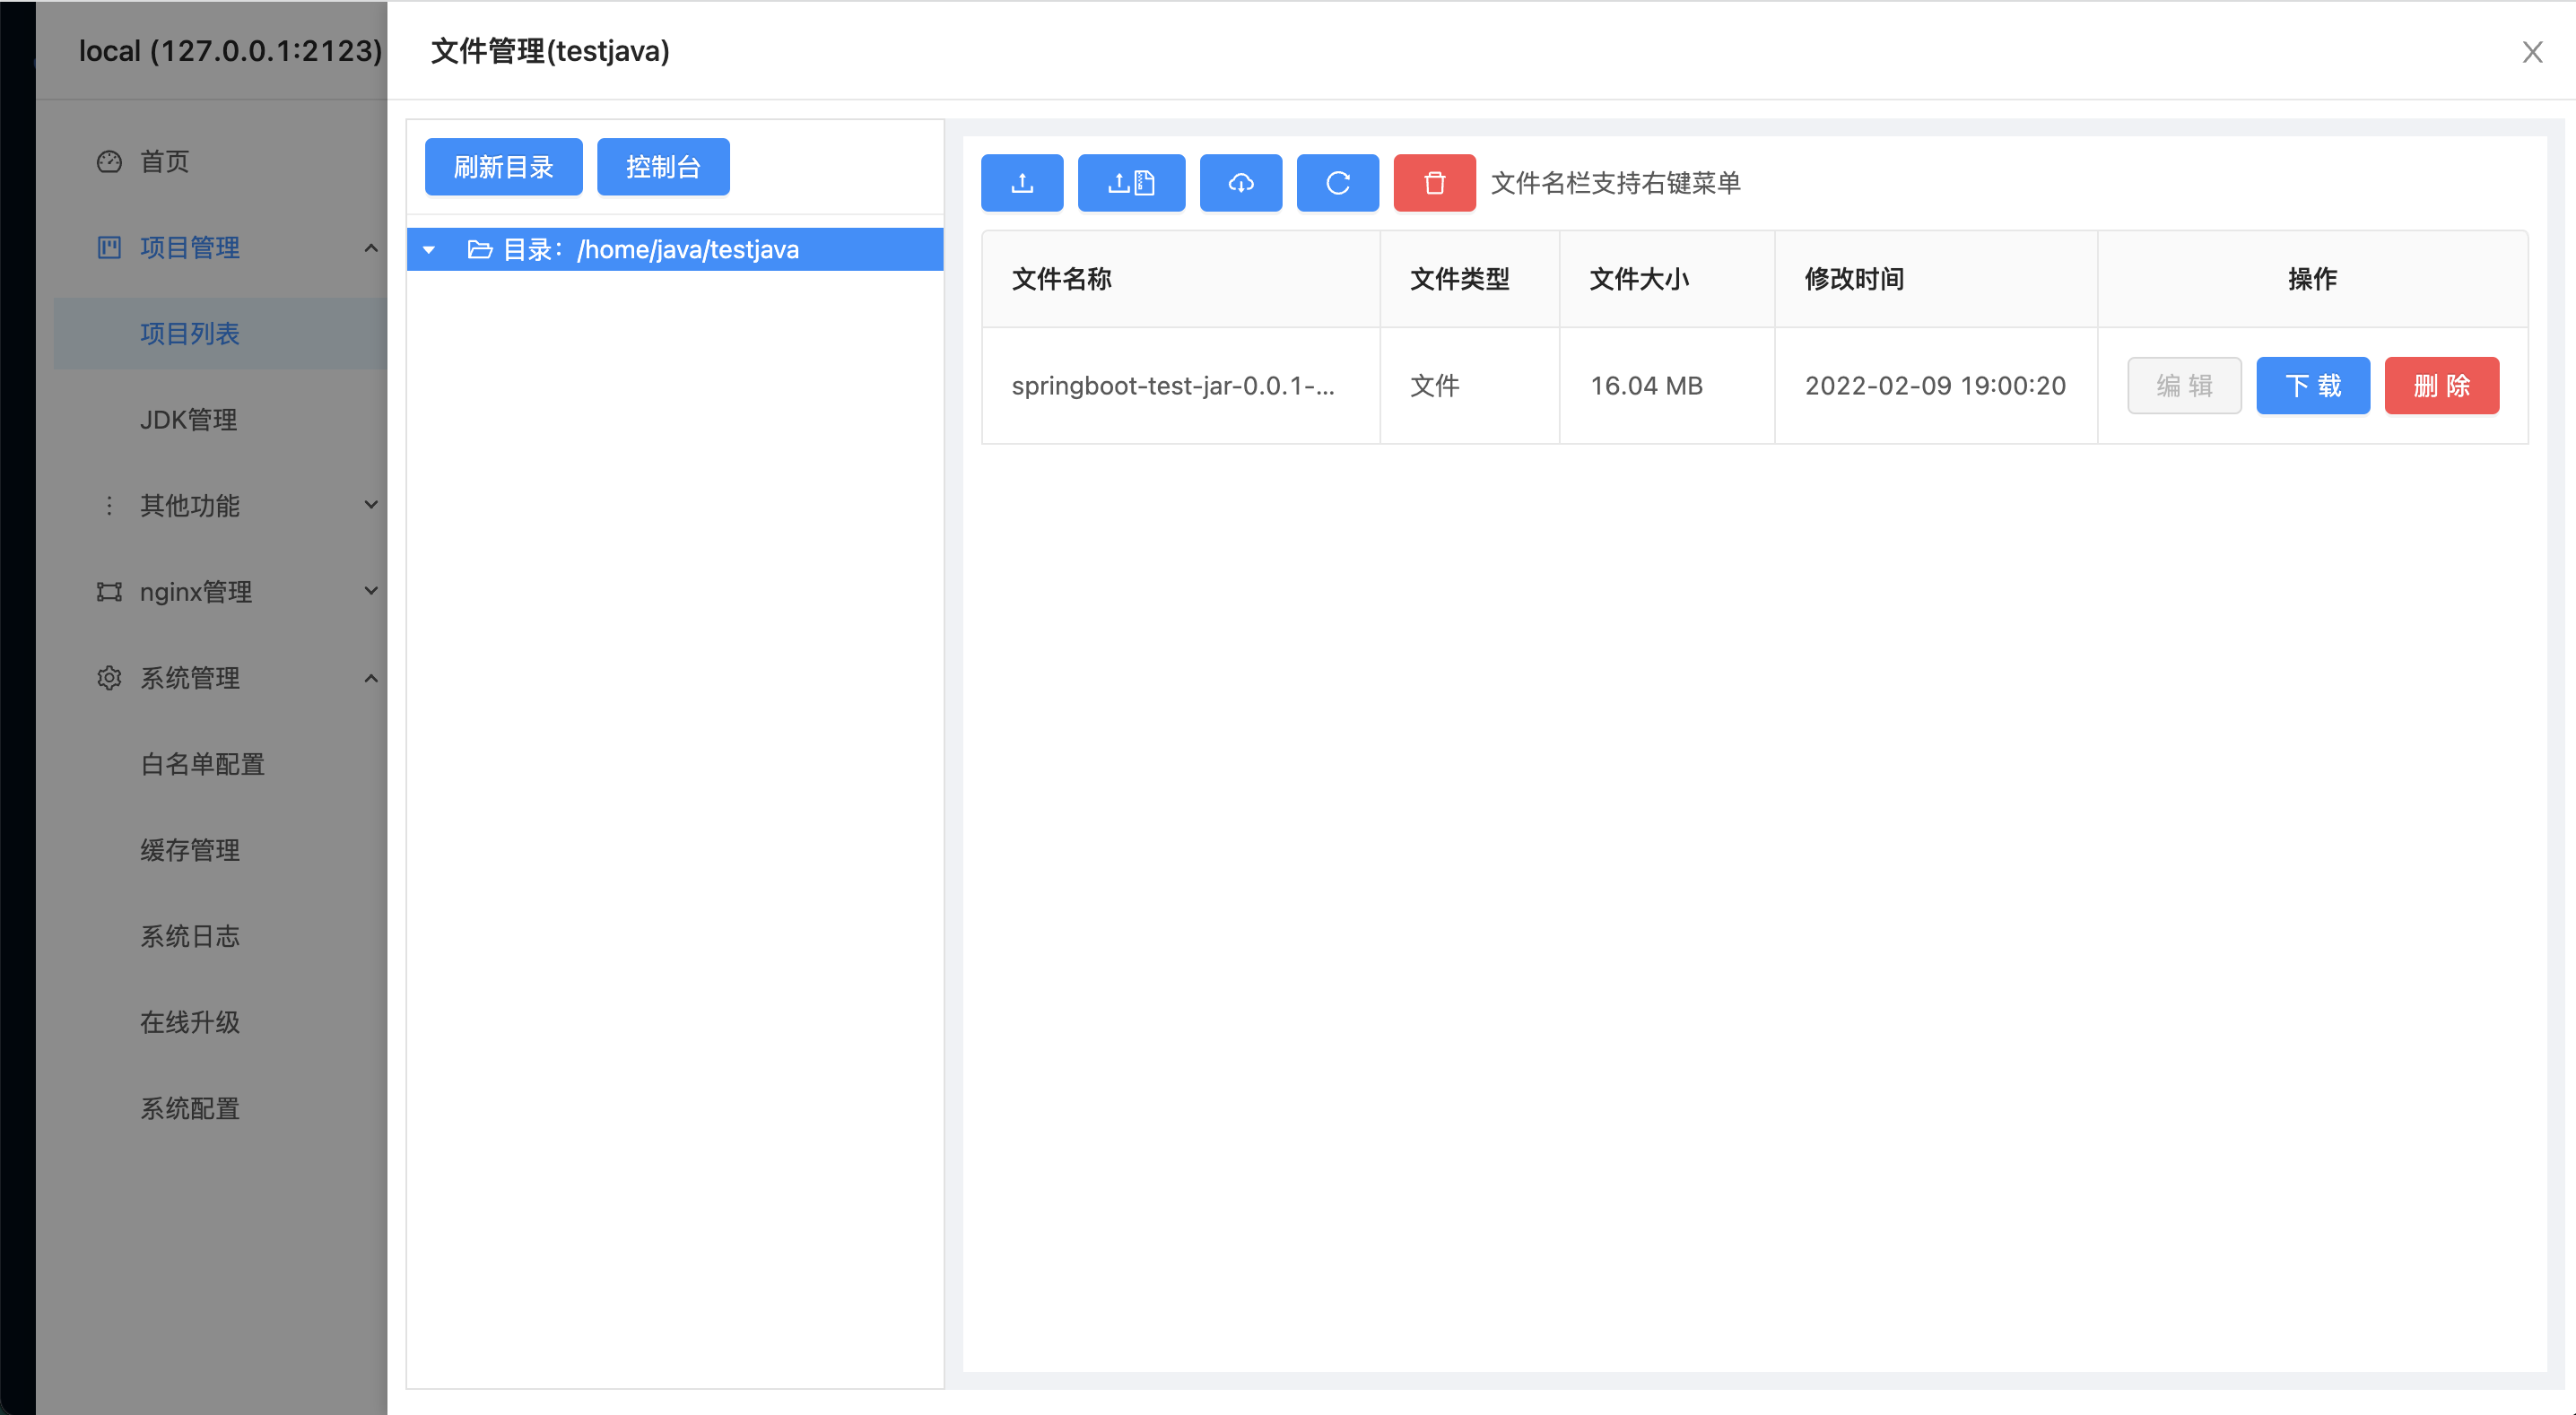 local (127.0.0.1:2123)
首页
项目管理
项目列表
JDK管理
其他功能
nginx管理
系统管理
白名单配置
缓存管理
系统日志
在线升级
系统配置
文件管理(testjava)
刷新目录 控制台
目录：/home/java/testjava
文件名栏支持右键菜单
文件名称 文件类型 文件大小 修改时间 操作
springboot-test-jar-0.0.1-... 文件 16.04 MB 2022-02-09 19:00:20 编 辑 下 载 删 除